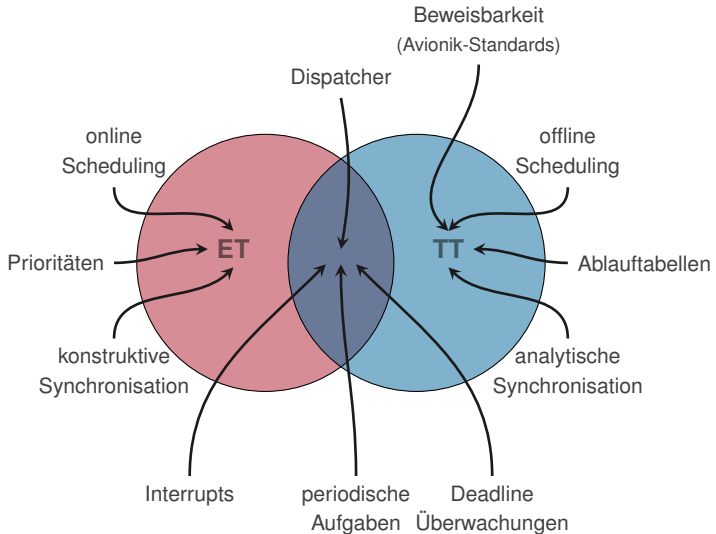 Beweisbarkeit
(Avionik-Standards)
Dispatcher
online
Scheduling
offline
Scheduling
ET
TT
Prioritäten
Ablauftabellen
konstruktive
Synchronisation
analytische
Synchronisation
Interrupts
periodische
Aufgaben
Deadline
Überwachungen